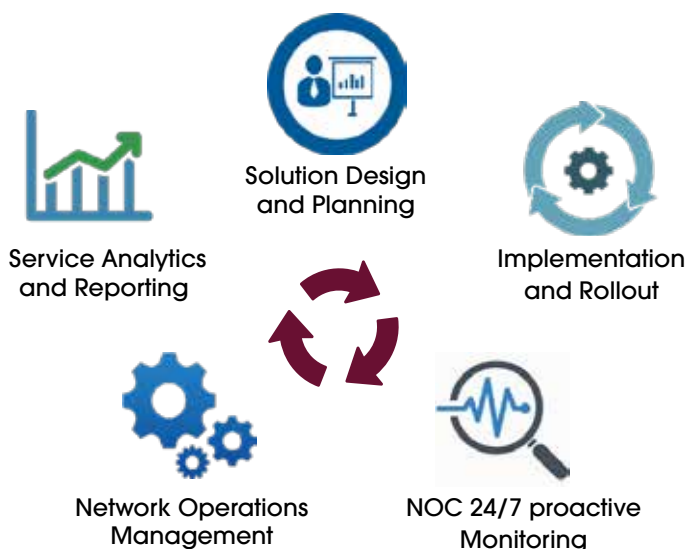 Solution Design
and Planning
Service Analytics
and Reporting
Implementation
and Rollout
Network Operations
Management
NOC 24/7 proactive
Monitoring